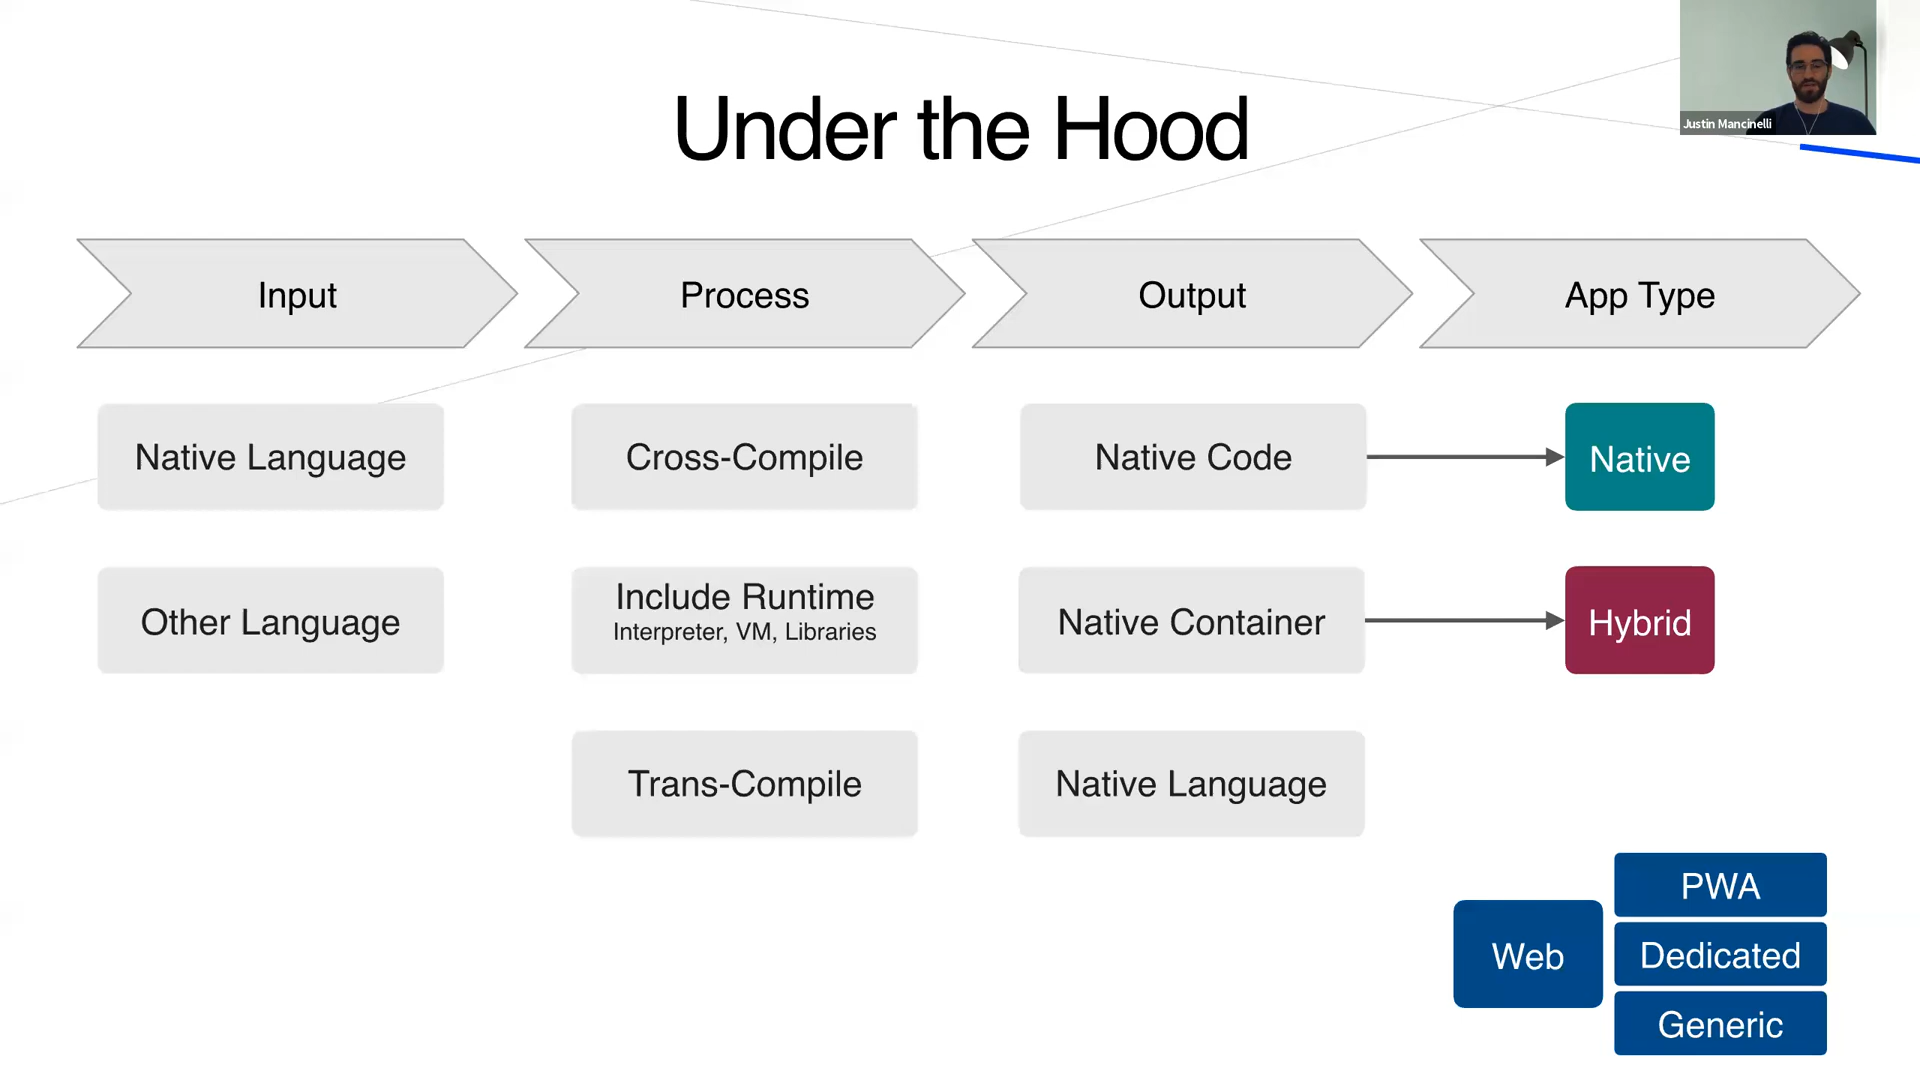 Justin Mancinelli
Under the Hood
Input
Process
Output
App Type
Native Language
Cross-Compile
Native Code
Native
Other Language
Include Runtime
Interpreter, VM, Libraries
Native Container
Hybrid
Trans-Compile
Native Language
Web
PWA
Dedicated
Generic